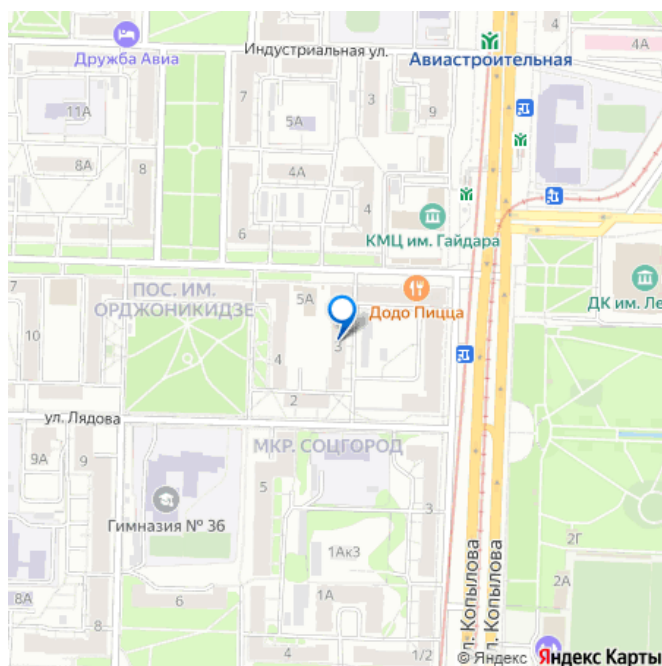 Дружба Авиа
Индустриальная ул.
Авиастроительная
4
4А
11А
7
3
9
5А
8А
8
4А
6
КМЦ им. Гайдара
ПОС. ИМ.
ОРДЖОНИКИДЗЕ
5А
Додо Пицца
ДК им. Ле
7
10
3
4
2
ул. Лядова
МКР. СОЦГОРОД
9А
9
5
3
Гимназия № 36
1Ак3
2Г
2А
8А
6
1А
4
1/2
ул. Копылова
л. Копылова
© Яндекс Яндекс Карты